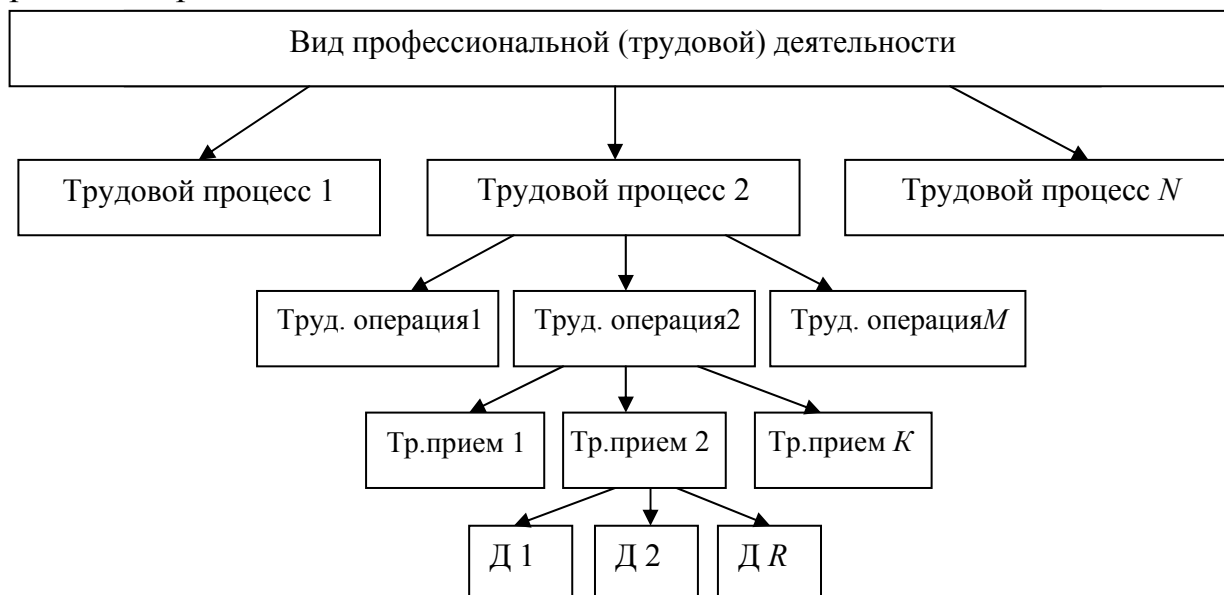 Вид профессиональной (трудовой) деятельности
Трудовой процесс 1
Трудовой процесс 2
Трудовой процесс N
Труд. операция1
Труд. операция2
Труд. операцияM
Тр.прием 1
Тр.прием 2
Тр.прием К
Д 1
Д 2
Д R